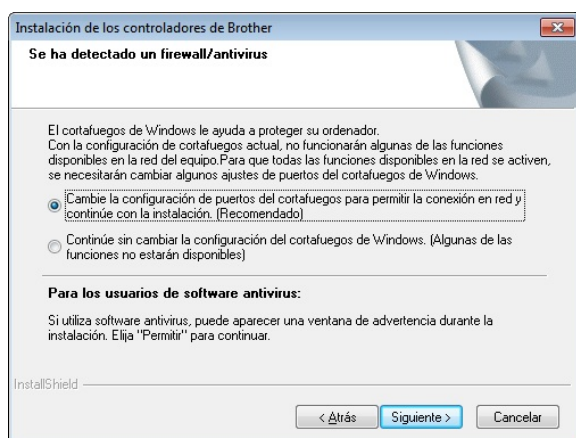 Instalación de los controladores de Brother
Se ha detectado un firewall/antivirus
El cortafuegos de Windows le ayuda a proteger su ordenador.
Con la configuración de cortafuegos actual, no funcionarán algunas de las funciones
disponibles en la red del equipo.Para que todas las funciones disponibles en la red se activen,
se necesitarán cambiar algunos ajustes de puertos del cortafuegos de Windows.
Cambie la configuración de puertos del cortafuegos para permitir la conexión en red y
continúe con la instalación. (Recomendado)
Continúe sin cambiar la configuración del cortafuegos de Windows. (Algunas de las
funciones no estarán disponibles)
Para los usuarios de software antivirus:
Si utiliza software antivirus, puede aparecer una ventana de advertencia durante la
instalación. Elija "Permitir" para continuar.
InstallShield
< Atrás Siguiente > Cancelar